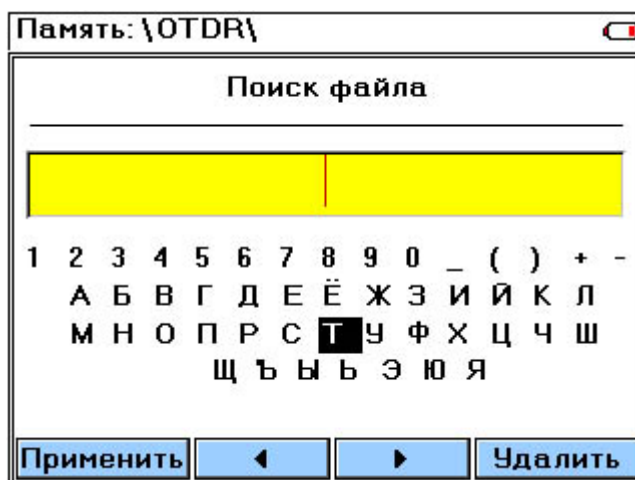 Память: \OTDR\
Поиск файла
1 2 3 4 5 6 7 8 9 0 _ ( ) + -
А Б В Г Д Е Ё Ж З И Й К Л
М Н О П Р С Т У Ф Х Ц Ч Ш
Щ Ъ Ы Ь Э Ю Я
Применить ◄ ► Удалить